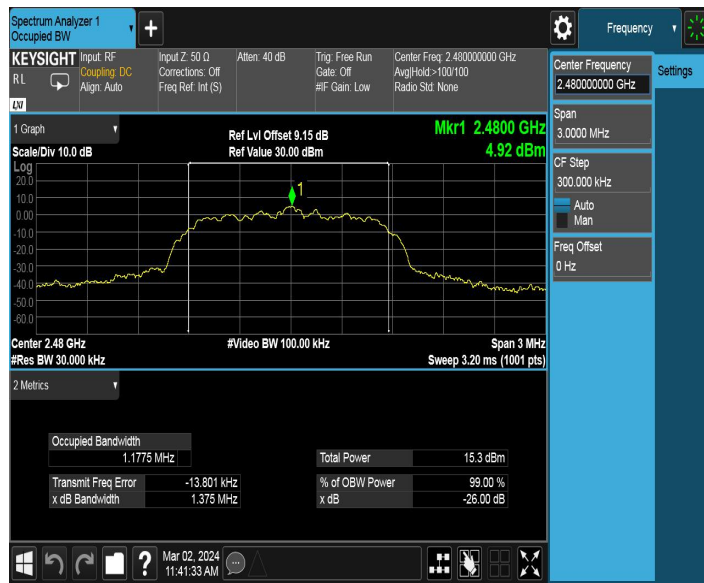 Spectrum Analyzer 1
Occupied BW
+
Frequency
KEYSIGHT
RL
LXI
Input: RF
Coupling: DC
Align: Auto
Input Z: 50 Ω
Corrections: Off
Freq Ref: Int (S)
Atten: 40 dB
Trig: Free Run
Gate: Off
#IF Gain: Low
Center Freq: 2.480000000 GHz
Avg|Hold:>100/100
Radio Std: None
Center Frequency
2.480000000 GHz
Settings
Span
3.0000 MHz
CF Step
300.000 kHz
Auto
Man
Freq Offset
0 Hz
1 Graph
Scale/Div 10.0 dB
Ref Lvl Offset 9.15 dB
Ref Value 30.00 dBm
Mkr1 2.4800 GHz
4.92 dBm
Log
20.0
10.0
0.00
-10.0
-20.0
-30.0
-40.0
-50.0
-60.0
1
Center 2.48 GHz
#Res BW 30.000 kHz
#Video BW 100.00 kHz
Span 3 MHz
Sweep 3.20 ms (1001 pts)
2 Metrics
Occupied Bandwidth
1.1775 MHz
Transmit Freq Error -13.801 kHz
x dB Bandwidth 1.375 MHz
Total Power 15.3 dBm
% of OBW Power 99.00 %
x dB -26.00 dB
?
Mar 02, 2024
11:41:33 AM